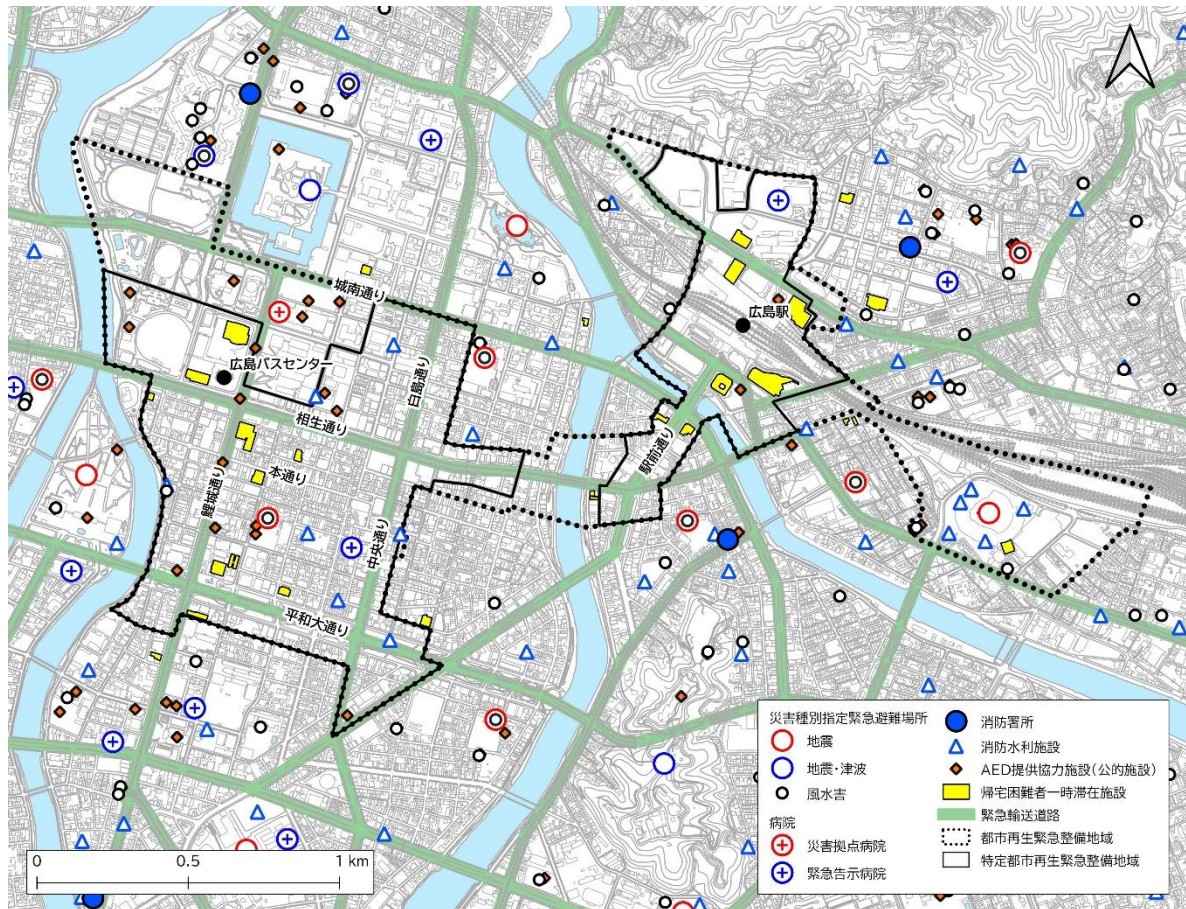 城南通り
広島駅
広島バスセンター
白島通り
相生通り
駅前通り
本通り
鯉城通り
中央通り
平和大通り
災害種別指定緊急避難場所
地震
地震・津波
風水吉
病院
災害拠点病院
緊急告示病院
消防署所
消防水利施設
AED提供協力施設(公的施設)
帰宅困難者一時滞在施設
緊急輸送道路
都市再生緊急整備地域
特定都市再生緊急整備地域
0 0.5 1 km